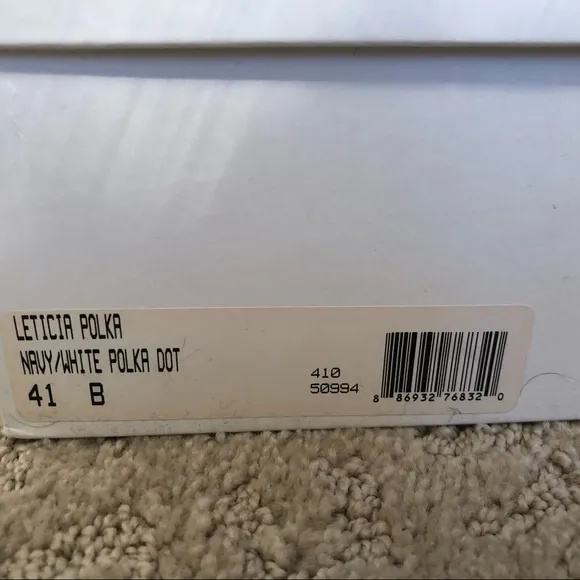 LETICIA POLKA
NAVY/WHITE POLKA DOT
41 B
410
50994
8 86932 76832 0